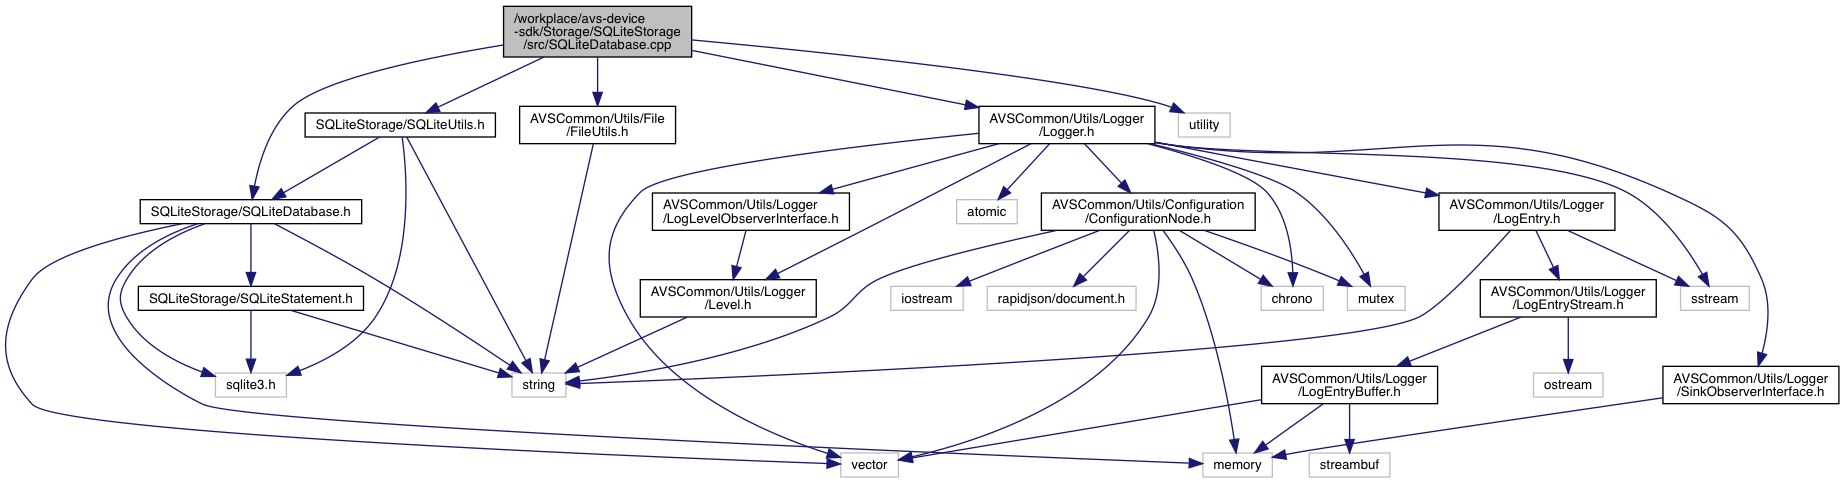 /workplace/avs-device
-sdk/Storage/SQLiteStorage
/src/SQLiteDatabase.cpp
SQLiteStorage/SQLiteUtils.h
AVSCommon/Utils/File
/FileUtils.h
AVSCommon/Utils/Logger
/Logger.h
utility
SQLiteStorage/SQLiteDatabase.h
AVSCommon/Utils/Logger
/LogLevelObserverInterface.h
atomic
AVSCommon/Utils/Configuration
/ConfigurationNode.h
AVSCommon/Utils/Logger
/LogEntry.h
SQLiteStorage/SQLiteStatement.h
AVSCommon/Utils/Logger
/Level.h
iostream
rapidjson/document.h
chrono
mutex
AVSCommon/Utils/Logger
/LogEntryStream.h
sstream
sqlite3.h
string
AVSCommon/Utils/Logger
/LogEntryBuffer.h
ostream
AVSCommon/Utils/Logger
/SinkObserverInterface.h
vector
memory
streambuf